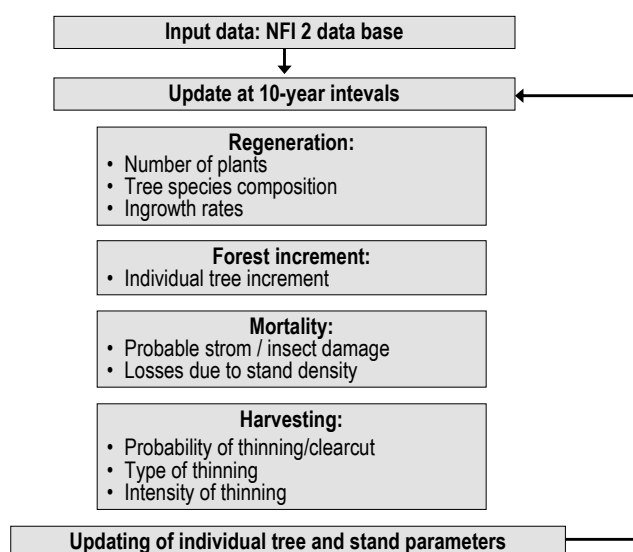 Input data: NFI 2 data base
Update at 10-year intevals
Regeneration:
• Number of plants
• Tree species composition
• Ingrowth rates
Forest increment:
• Individual tree increment
Mortality:
• Probable strom / insect damage
• Losses due to stand density
Harvesting:
• Probability of thinning/clearcut
• Type of thinning
• Intensity of thinning
Updating of individual tree and stand parameters